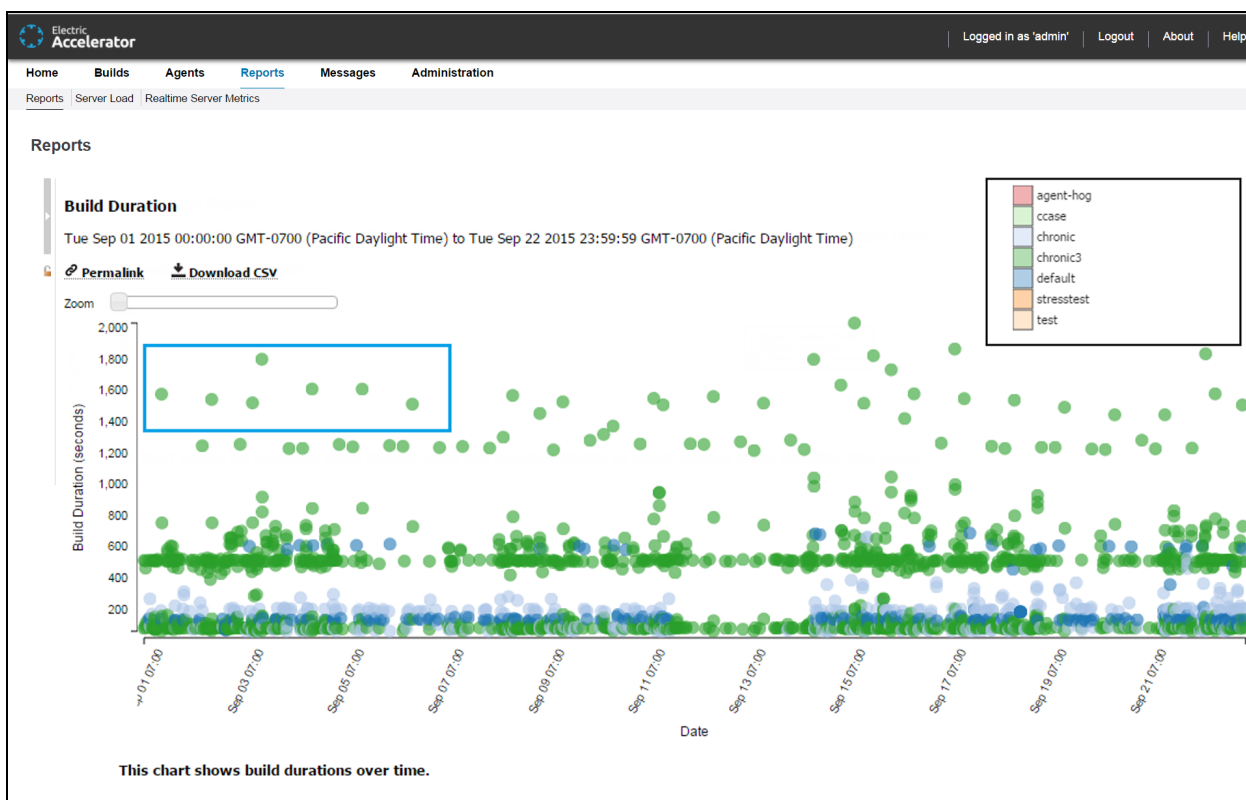 Electric
Accelerator
Logged in as 'admin' Logout About Help
Home Builds Agents Reports Messages Administration
Reports Server Load Realtime Server Metrics
Reports
Build Duration
Tue Sep 01 2015 00:00:00 GMT-0700 (Pacific Daylight Time) to Tue Sep 22 2015 23:59:59 GMT-0700 (Pacific Daylight Time)
Permalink Download CSV
Zoom
agent-hog
ccase
chronic
chronic3
default
stresstest
test
2,000
1,800
1,600
1,400
1,200
1,000
800
600
400
200
Build Duration (seconds)
01 07:00
Sep 03 07:00
Sep 05 07:00
Sep 07 07:00
Sep 09 07:00
Sep 11 07:00
Sep 13 07:00
Sep 15 07:00
Sep 17 07:00
Sep 19 07:00
Sep 21 07:00
Date
This chart shows build durations over time.